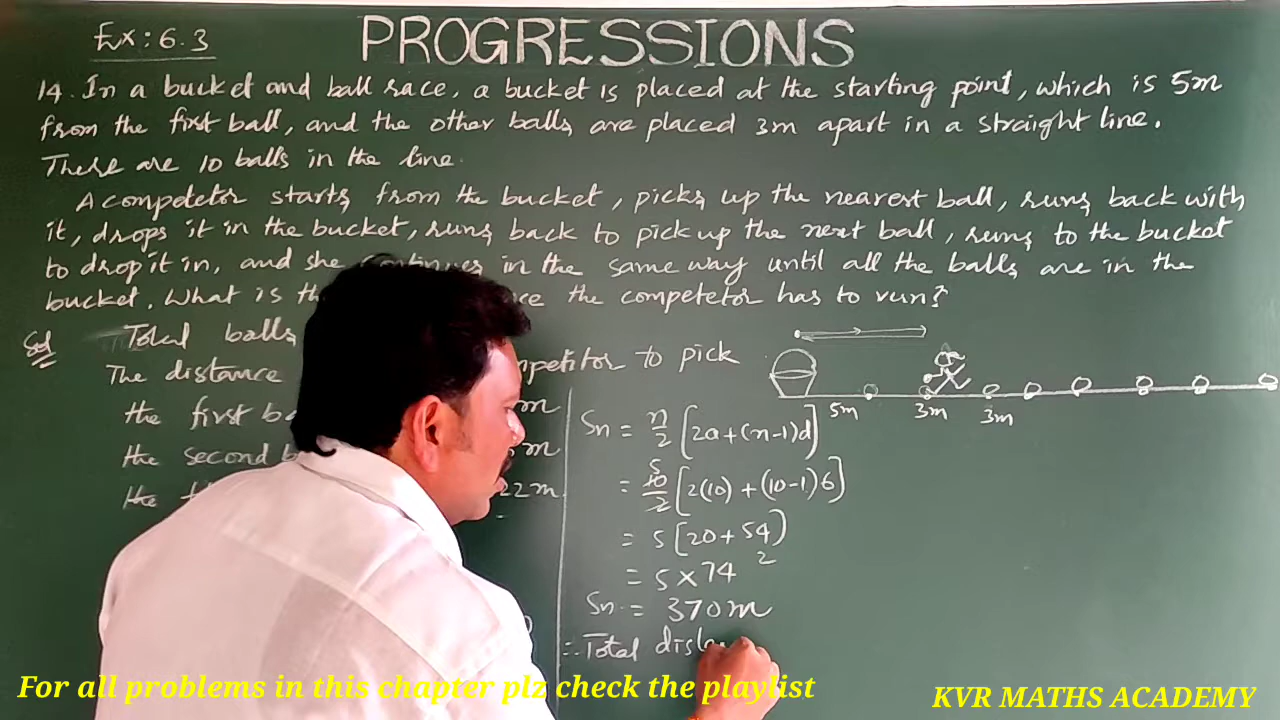 Ex: 6.3
PROGRESSIONS
14. In a bucket and ball race, a bucket is placed at the starting point, which is 5m
from the first ball, and the other balls are placed 3m apart in a straight line.
There are 10 balls in the line.
A competetor starts from the bucket, picks up the nearest ball, runs back with
it, drops it in the bucket, runs back to pick up the next ball, runs to the bucket
to drop it in, and she continues in the same way until all the balls are in the
bucket. What is the the competetor has to run?
Sol Total balls
The distance to pick
the first m
the second m
the 22m
5m 3m 3m
Sn = n/2 [2a+(n-1)d]
= 10/2 5 [2(10) + (10-1)6]
= 5 [20+54)
= 5×74 2
Sn = 370m
∴ Total
For all problems in this chapter plz check the playlist
KVR MATHS ACADEMY